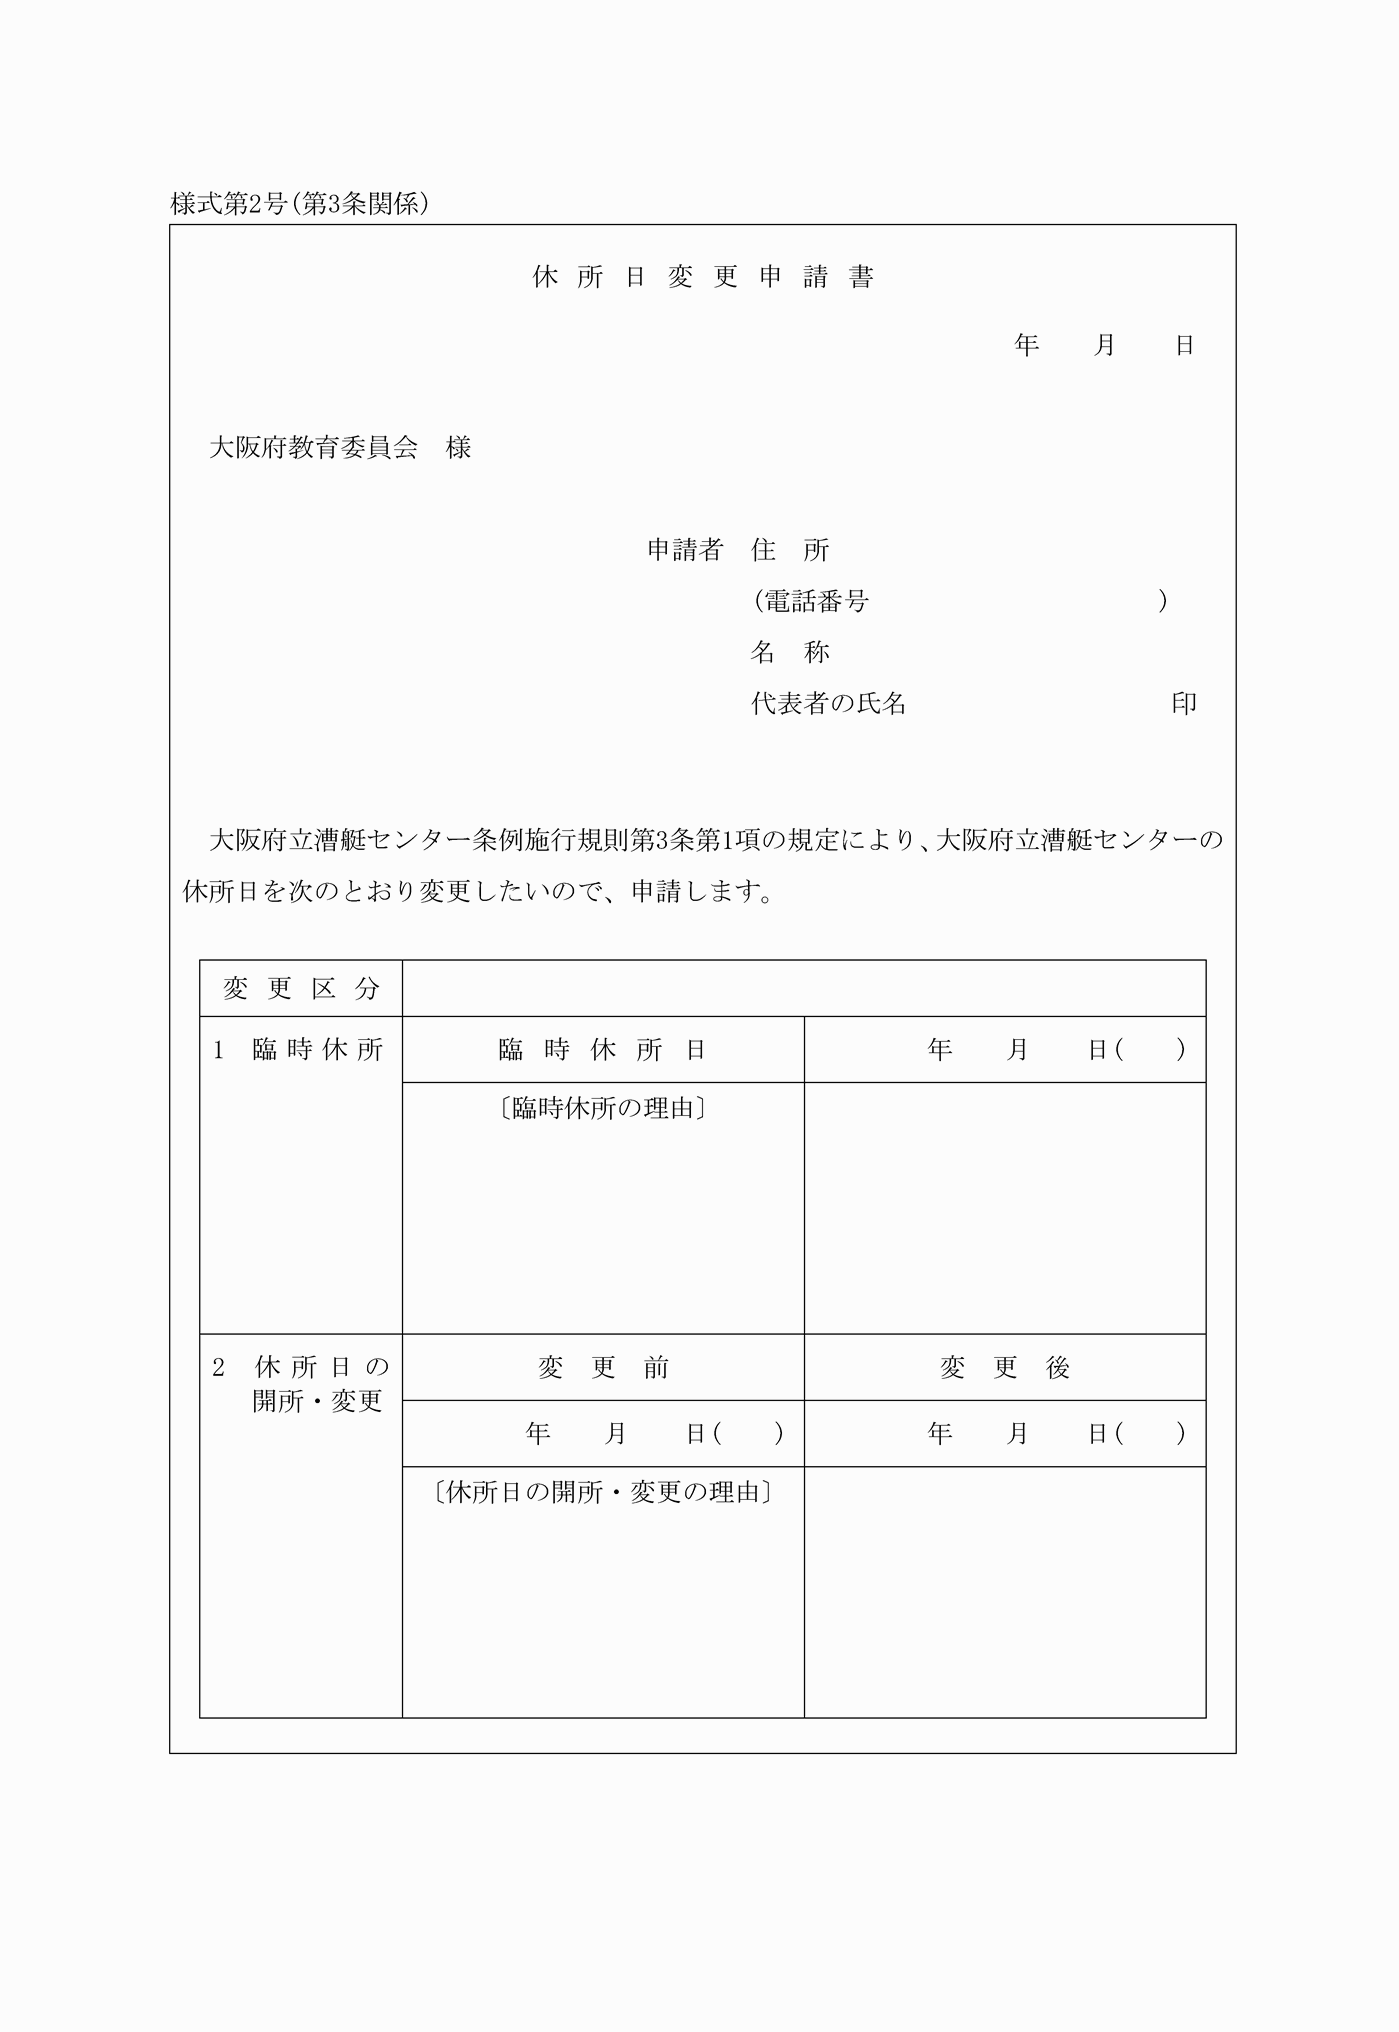 様式第2号(第3条関係)
休所日変更申請書
年　　月　　日
大阪府教育委員会　様
申請者　住　所
(電話番号　　　　　　　　　　　)
名　称
代表者の氏名　　　　　　　　　　印
大阪府立漕艇センター条例施行規則第3条第1項の規定により、大阪府立漕艇センターの
休所日を次のとおり変更したいので、申請します。
変更区分
1　臨時休所
臨時休所日
年　　月　　日(　　)
〔臨時休所の理由〕
2　休所日の
開所・変更
変　更　前
変　更　後
年　　月　　日(　　)
年　　月　　日(　　)
〔休所日の開所・変更の理由〕